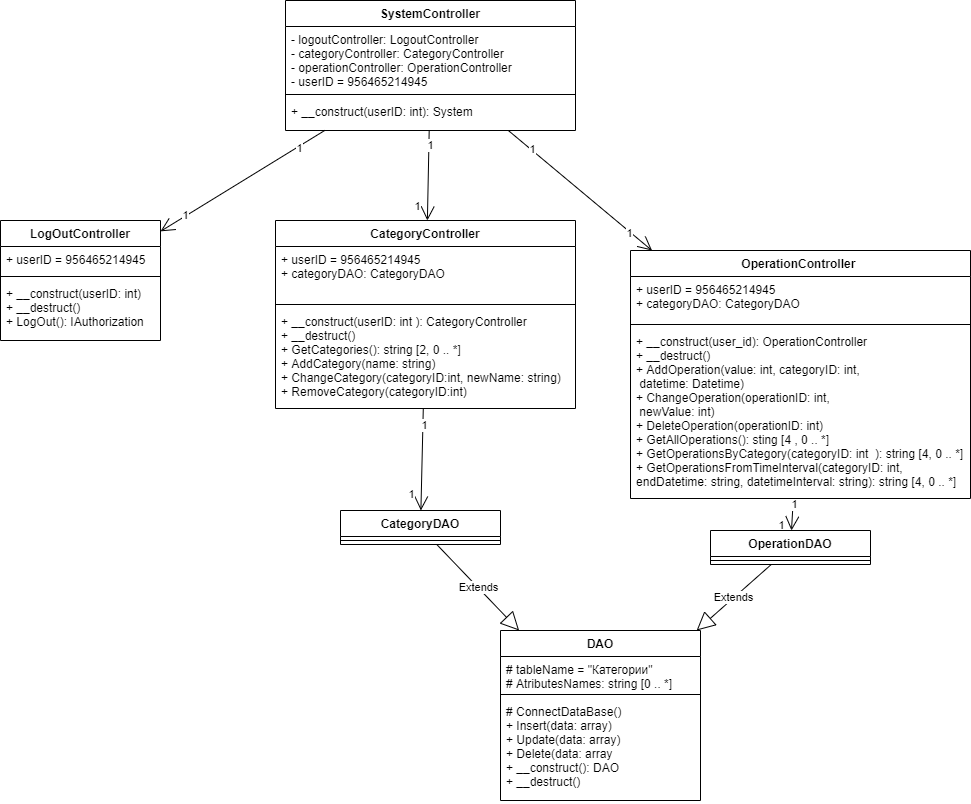 SystemController
- logoutController: LogoutController
- categoryController: CategoryController
- operationController: OperationController
- userID = 956465214945
+ __construct(userID: int): System
1
1
1
1
1
1
LogOutController
+ userID = 956465214945
+ __construct(userID: int)
+ __destruct()
+ LogOut(): IAuthorization
CategoryController
+ userID = 956465214945
+ categoryDAO: CategoryDAO
+ __construct(userID: int ): CategoryController
+ __destruct()
+ GetCategories(): string [2, 0 .. *]
+ AddCategory(name: string)
+ ChangeCategory(categoryID:int, newName: string)
+ RemoveCategory(categoryID:int)
OperationController
+ userID = 956465214945
+ categoryDAO: CategoryDAO
+ __construct(user_id): OperationController
+ __destruct()
+ AddOperation(value: int, categoryID: int,
datetime: Datetime)
+ ChangeOperation(operationID: int,
newValue: int)
+ DeleteOperation(operationID: int)
+ GetAllOperations(): sting [4 , 0 .. *]
+ GetOperationsByCategory(categoryID: int  ): string [4, 0 .. *]
+ GetOperationsFromTimeInterval(categoryID: int,
endDatetime: string, datetimeInterval: string): string [4, 0 .. *]
1
1
1
1
CategoryDAO
OperationDAO
Extends
Extends
DAO
# tableName = "Категории"
# AtributesNames: string [0 .. *]
# ConnectDataBase()
+ Insert(data: array)
+ Update(data: array)
+ Delete(data: array
+ __construct(): DAO
+ __destruct()